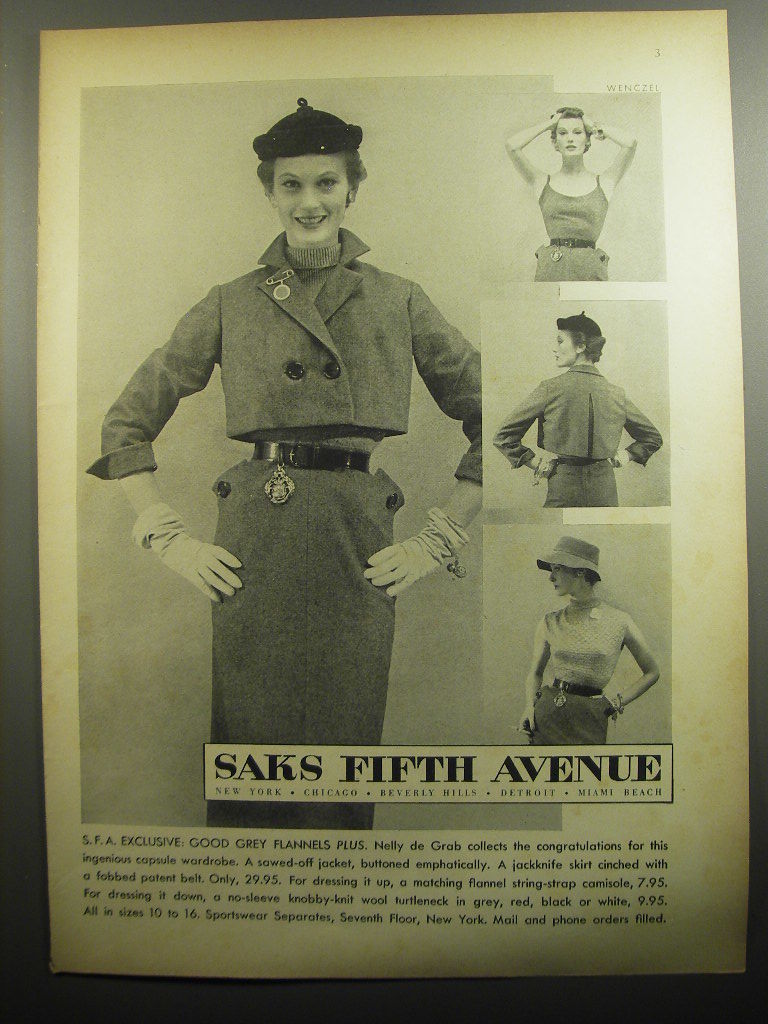 3
WENCZEL
SAKS FIFTH AVENUE
NEW YORK • CHICAGO • BEVERLY HILLS • DETROIT • MIAMI BEACH
S.F.A. EXCLUSIVE: GOOD GREY FLANNELS PLUS. Nelly de Grab collects the congratulations for this
ingenious capsule wardrobe. A sawed-off jacket, buttoned emphatically. A jackknife skirt cinched with
a fobbed patent belt. Only, 29.95. For dressing it up, a matching flannel string-strap camisole, 7.95.
For dressing it down, a no-sleeve knobby-knit wool turtleneck in grey, red, black or white, 9.95.
All in sizes 10 to 16. Sportswear Separates, Seventh Floor, New York. Mail and phone orders filled.